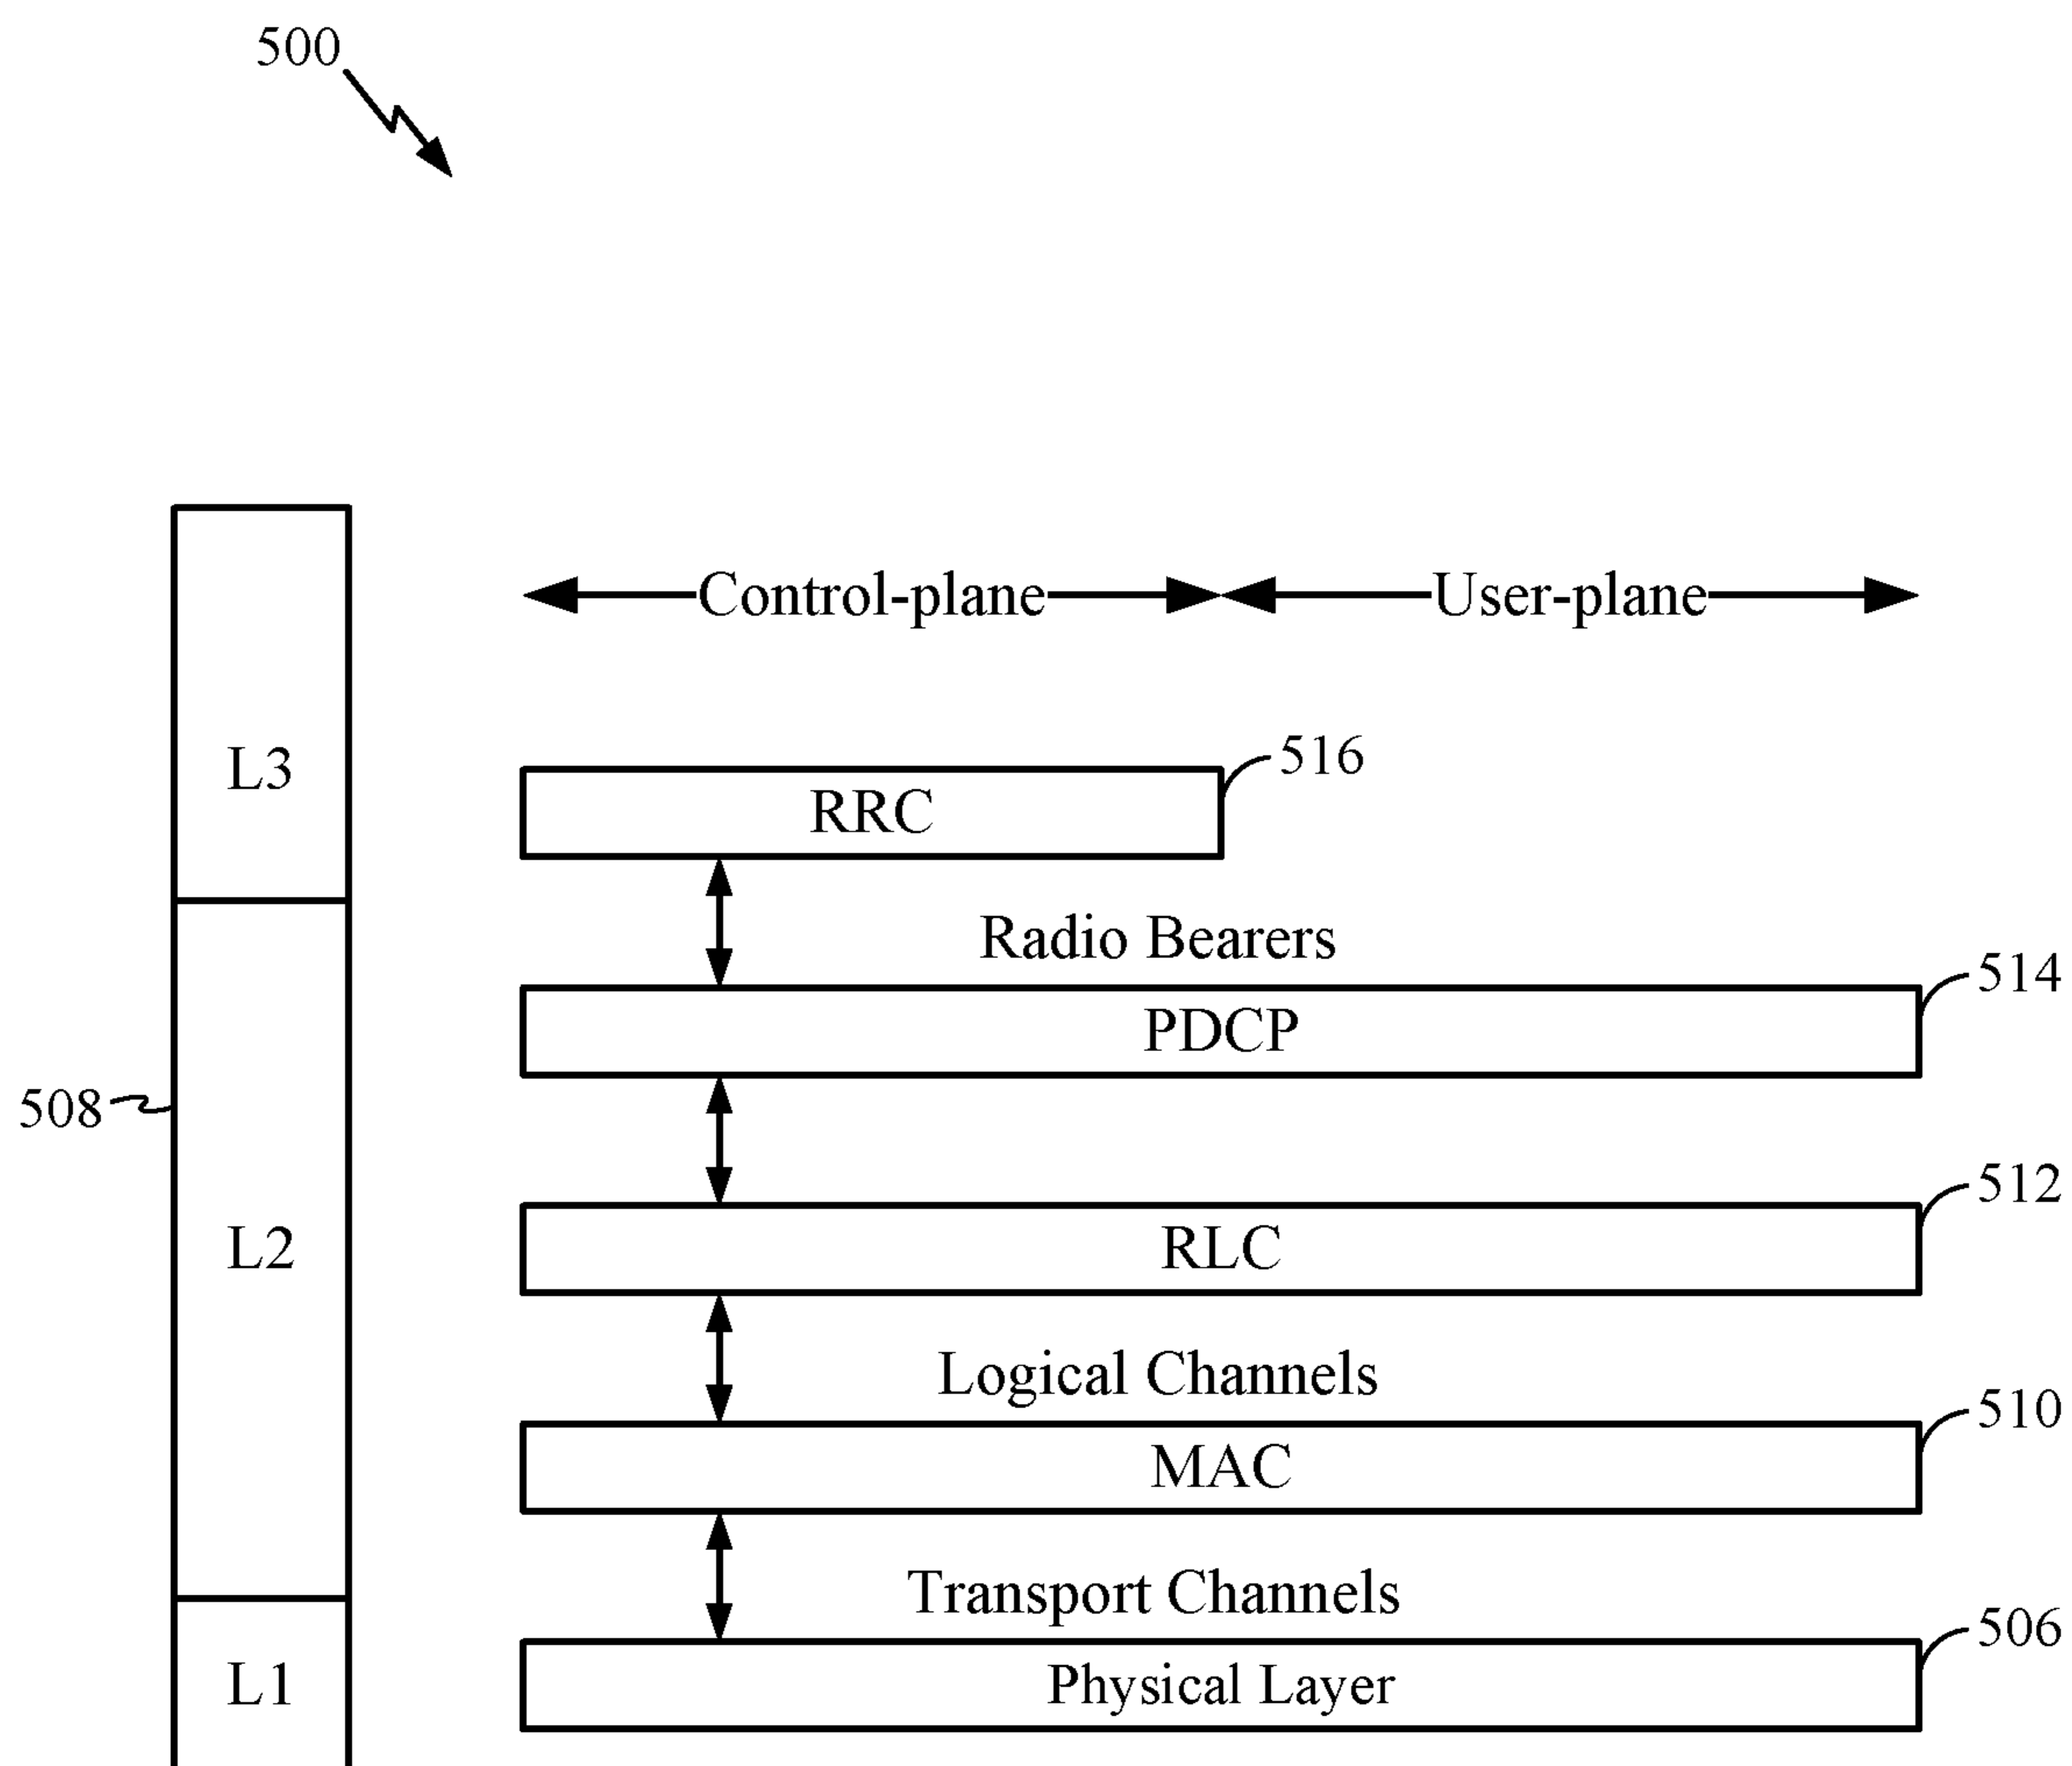 500
Control-plane
User-plane
L3
516
RRC
Radio Bearers
514
PDCP
508
512
L2
RLC
Logical Channels
510
MAC
Transport Channels
506
L1
Physical Layer